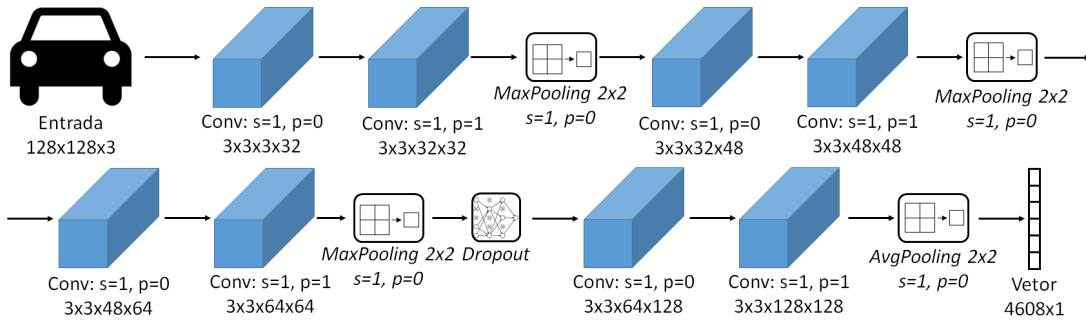 Entrada
128x128x3
Conv: s=1, p=0
3x3x3x32
Conv: s=1, p=1
3x3x32x32
MaxPooling 2x2
s=1, p=0
Conv: s=1, p=0
3x3x32x48
Conv: s=1, p=1
3x3x48x48
MaxPooling 2x2
s=1, p=0
Conv: s=1, p=0
3x3x48x64
Conv: s=1, p=1
3x3x64x64
MaxPooling 2x2
s=1, p=0
Dropout
Conv: s=1, p=0
3x3x64x128
Conv: s=1, p=1
3x3x128x128
AvgPooling 2x2
s=1, p=0
Vetor
4608x1